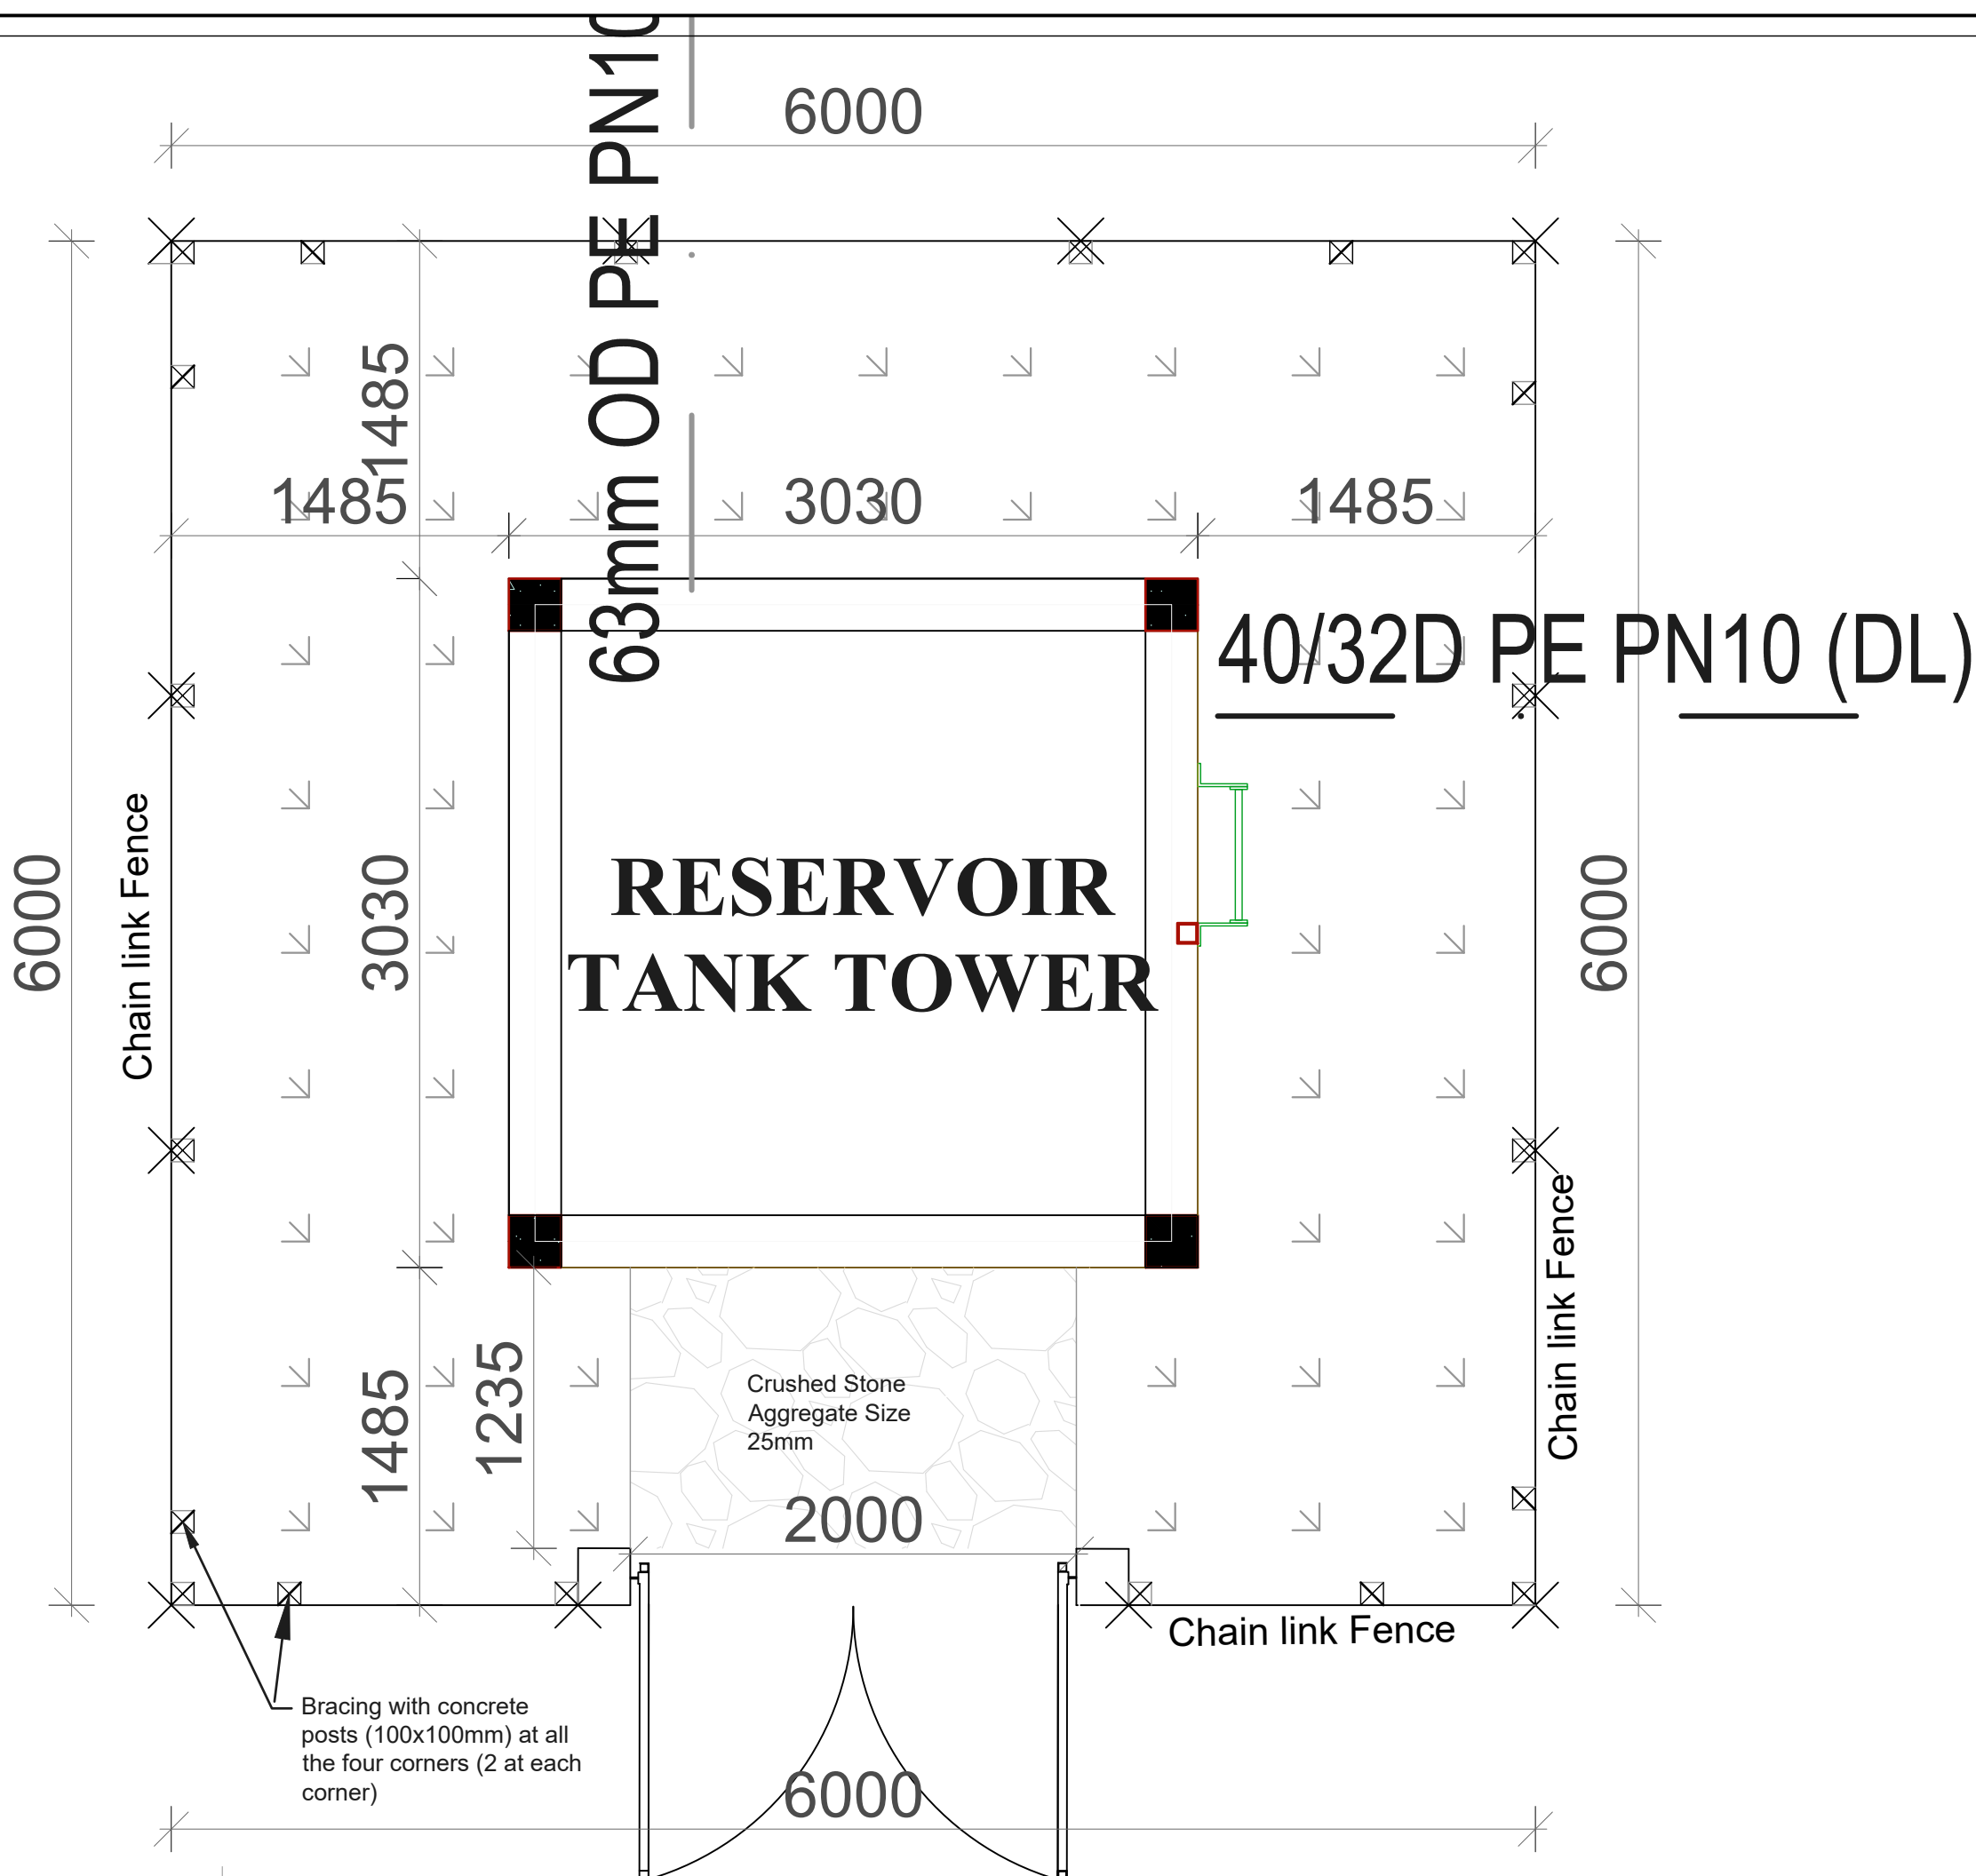 6000
63mm OD PE PN10
1485
1485
3030
1485
40/32D PE PN10 (DL)
Chain link Fence
6000
3030
RESERVOIR
TANK TOWER
6000
Chain link Fence
1485
1235
Crushed Stone
Aggregate Size
25mm
2000
Chain link Fence
Bracing with concrete
posts (100x100mm) at all
the four corners (2 at each
corner)
6000